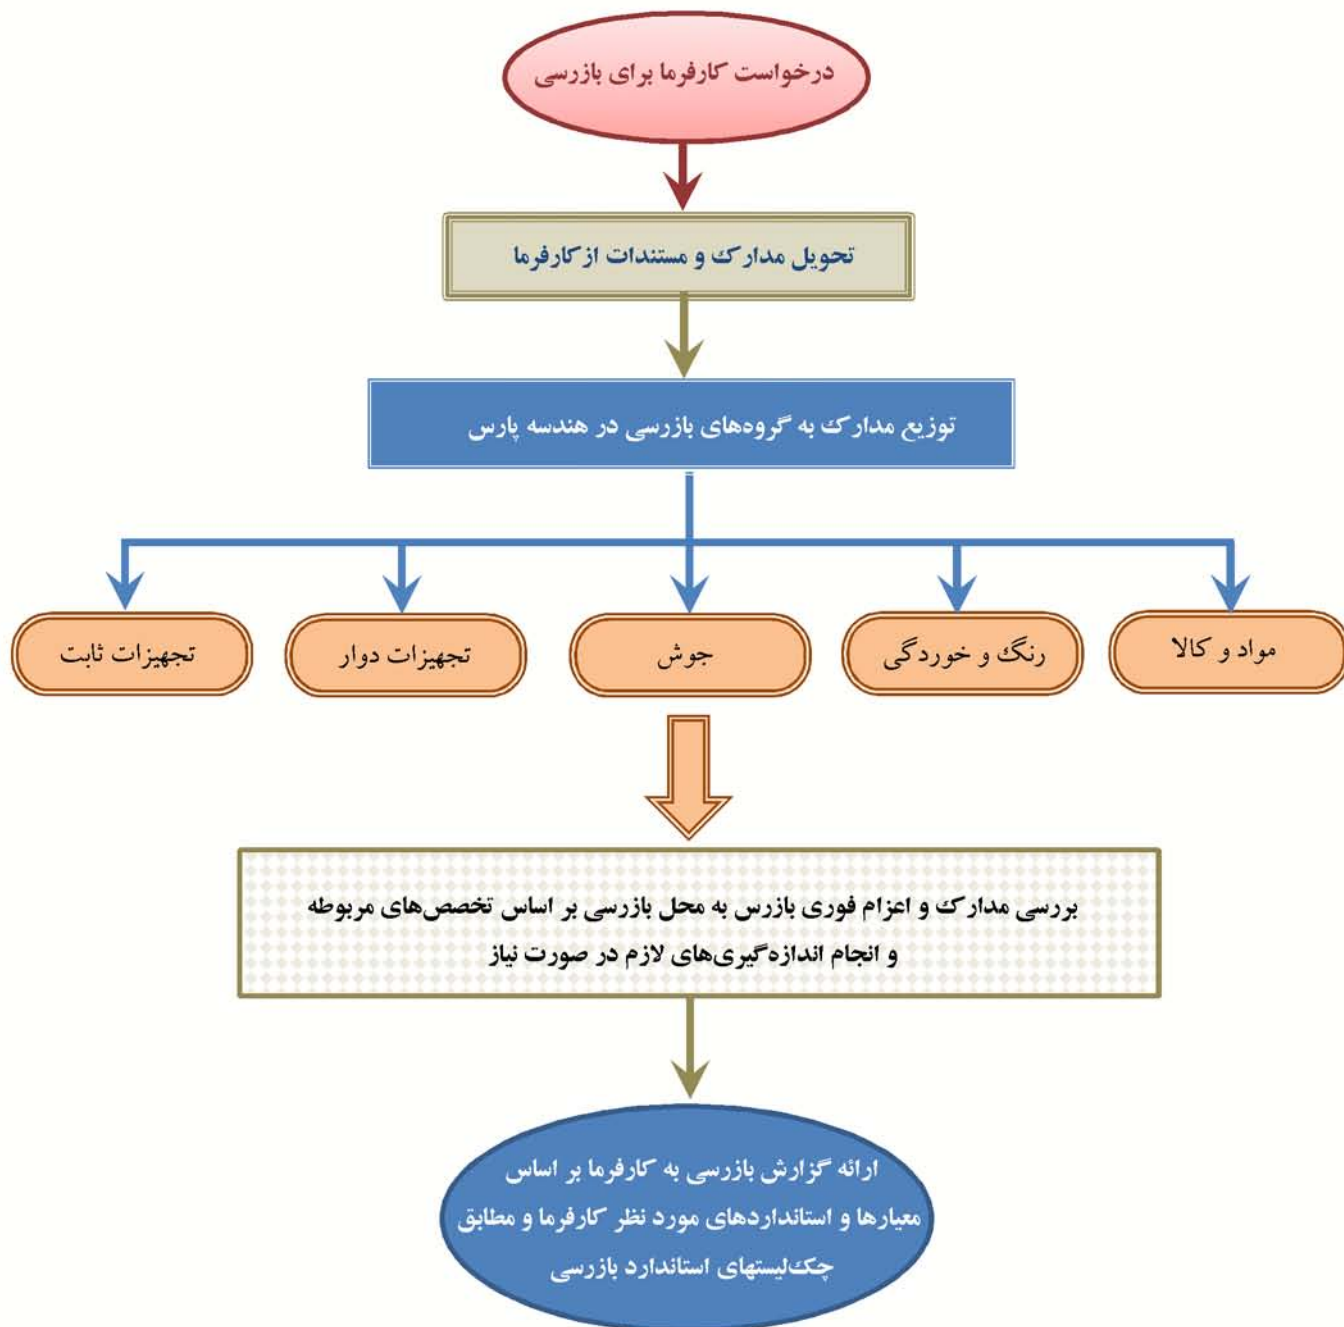 درخواست کارفرما برای بازرسی
تحویل مدارک و مستندات از کارفرما
توزیع مدارک به گروه‌های بازرسی در هندسه پارس
مواد و کالا
رنگ و خوردگی
جوش
تجهیزات دوار
تجهیزات ثابت
بررسی مدارک و اعزام فوری بازرس به محل بازرسی بر اساس تخصص‌های مربوطه
و انجام اندازه‌گیری‌های لازم در صورت نیاز
ارائه گزارش بازرسی به کارفرما بر اساس
معیارها و استانداردهای مورد نظر کارفرما و مطابق
چک‌لیستهای استاندارد بازرسی